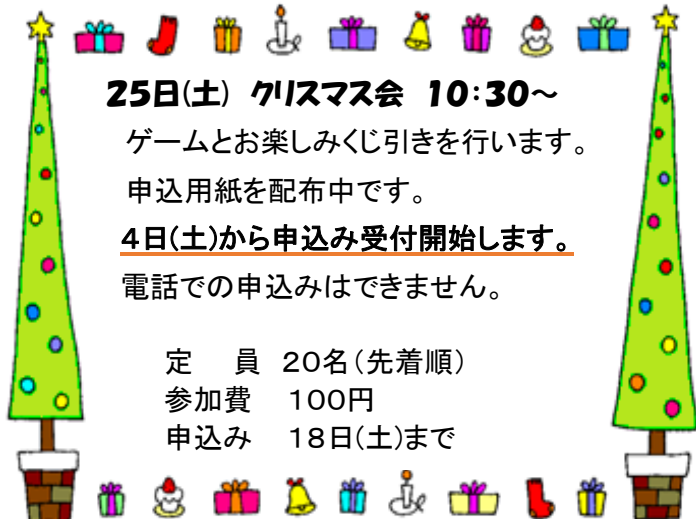 25日(土) クリスマス会 10:30～
ゲームとお楽しみくじ引きを行います。
申込用紙を配布中です。
４日(土)から申込み受付開始します。
電話での申込みはできません。
定　員 ２０名（先着順）
参加費 １００円
申込み １８日(土)まで